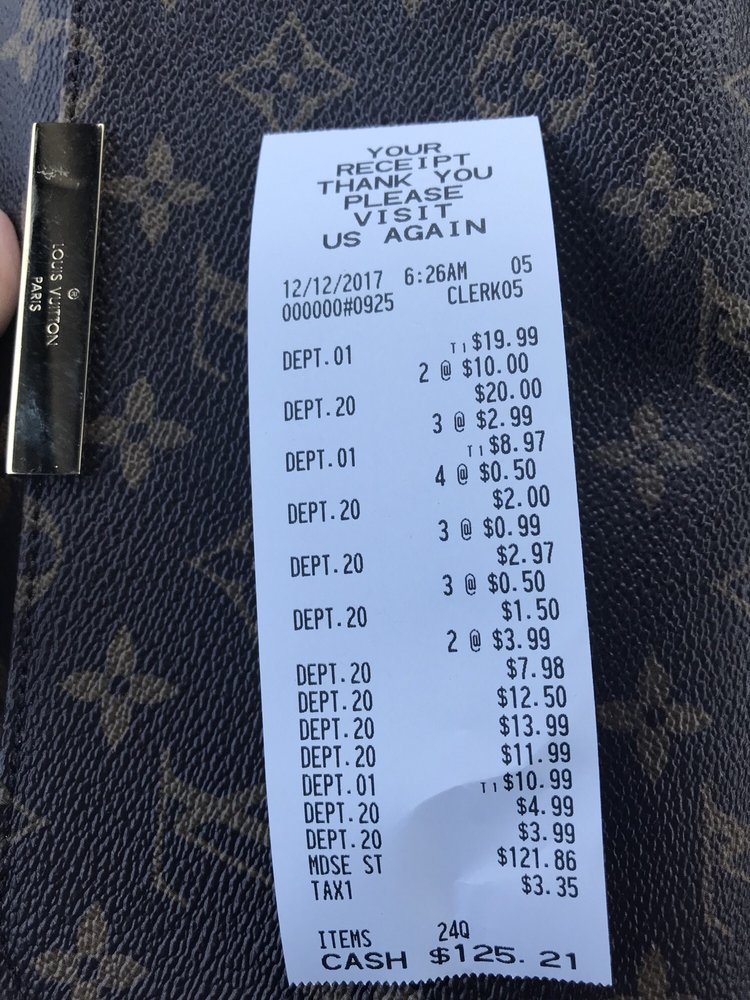 YOUR
RECEIPT
THANK YOU
PLEASE
VISIT
US AGAIN
12/12/2017 6:26AM 05
000000#0925 CLERK05
DEPT.01 T1 $19.99
2 @ $10.00
DEPT.20 $20.00
3 @ $2.99
DEPT.01 T1 $8.97
4 @ $0.50
DEPT.20 $2.00
3 @ $0.99
DEPT.20 $2.97
3 @ $0.50
DEPT.20 $1.50
2 @ $3.99
DEPT.20 $7.98
DEPT.20 $12.50
DEPT.20 $13.99
DEPT.20 $11.99
DEPT.01 T1 $10.99
DEPT.20 $4.99
DEPT.20 $3.99
MDSE ST $121.86
TAX1 $3.35
ITEMS 24Q
CASH $125.21
®
LOUIS VUITTON
PARIS